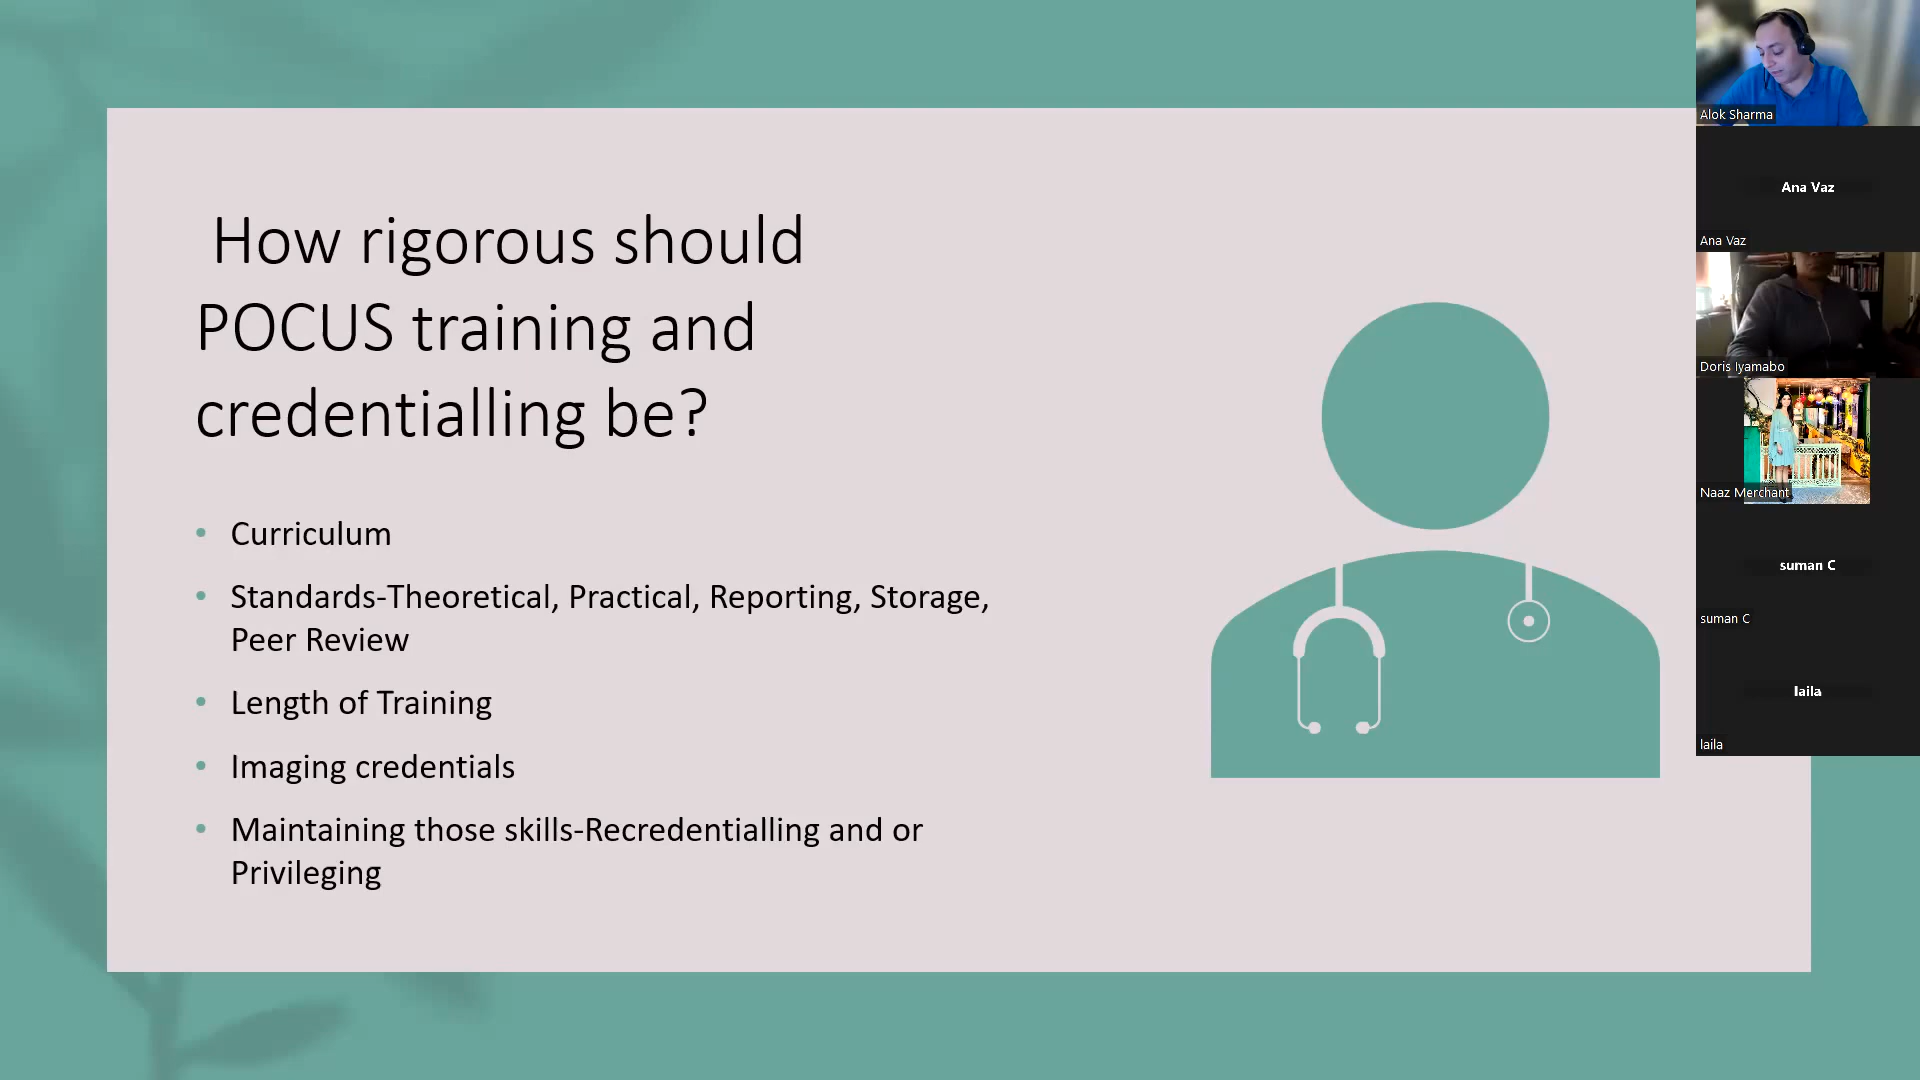 How rigorous should
POCUS training and
credentialling be?
• Curriculum
• Standards-Theoretical, Practical, Reporting, Storage,
Peer Review
• Length of Training
• Imaging credentials
• Maintaining those skills-Recredentialling and or
Privileging
Alok Sharma
Ana Vaz
Ana Vaz
Doris Iyamabo
Naaz Merchant
suman C
suman C
laila
laila